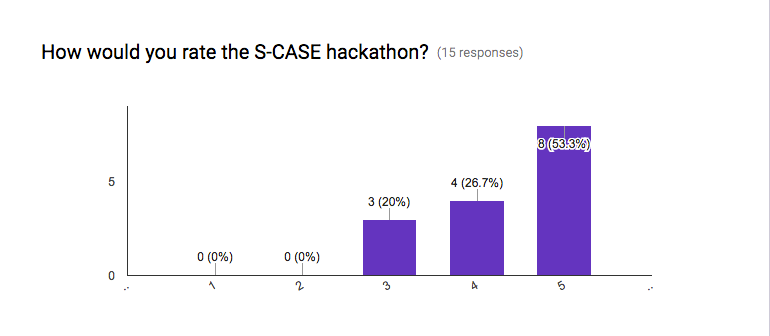 How would you rate the S-CASE hackathon? (15 responses)
8 (53.3%)
5
4 (26.7%)
3 (20%)
0 (0%) 0 (0%)
0
.. 1 2 3 4 5 ..